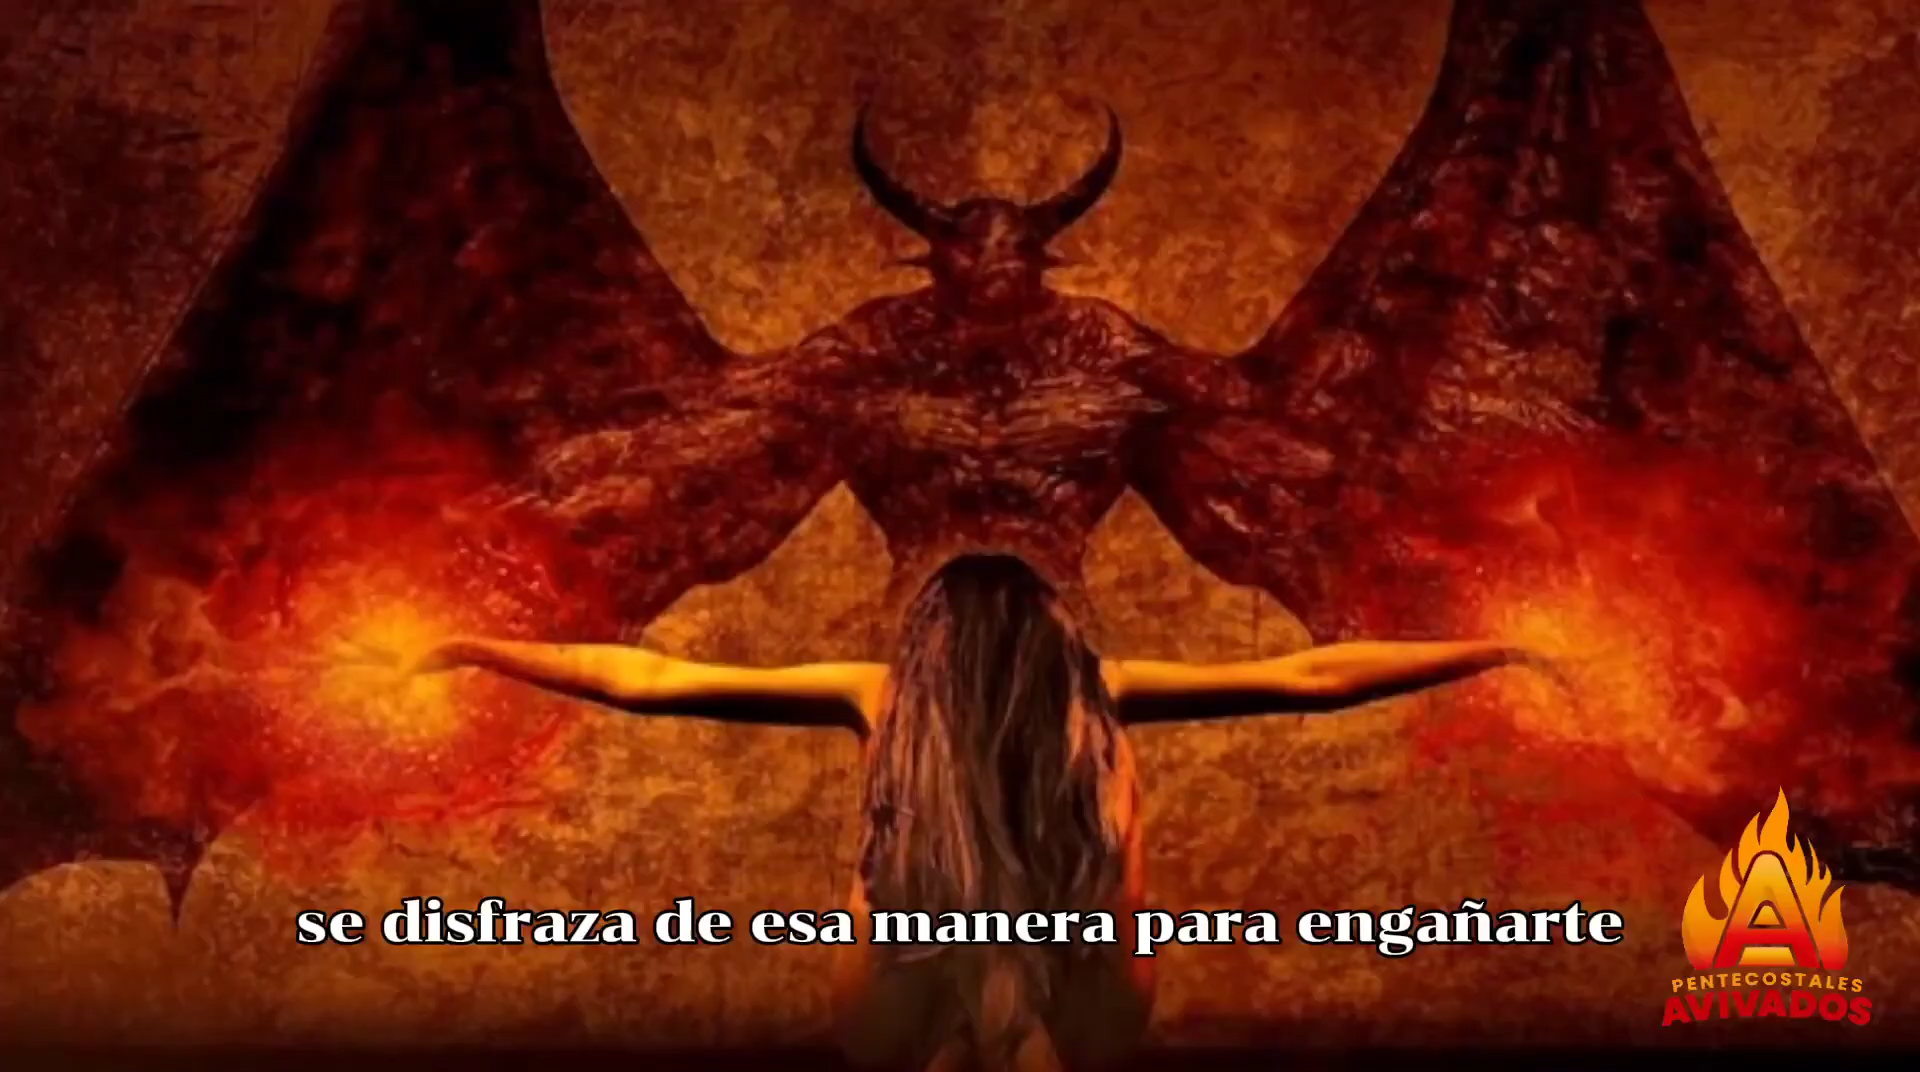 se disfraza de esa manera para engañarte
A
PENTECOSTALES
AVIVADOS